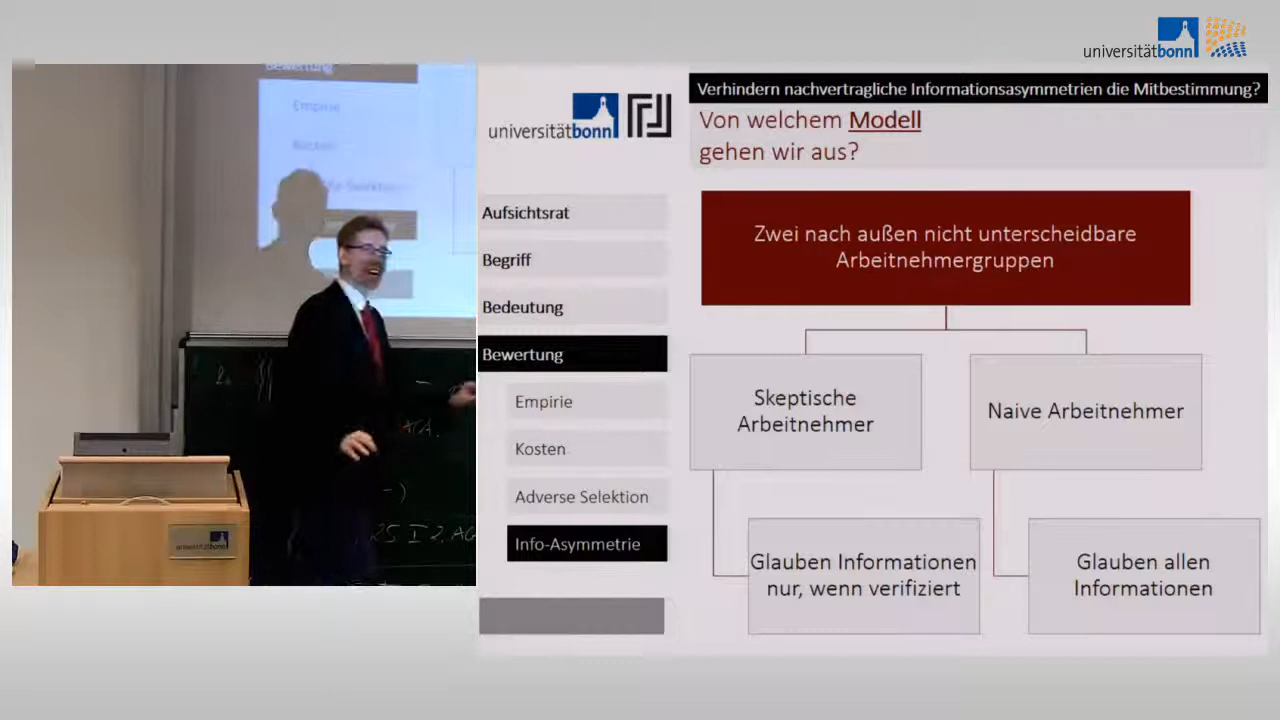 universitätbonn
Bewertung
Empirie
universitätbonn
Verhindern nachvertragliche Informationsasymmetrien die Mitbestimmung?
Von welchem Modell
gehen wir aus?
Aufsichtsrat
Begriff
Bedeutung
Bewertung
Empirie
Kosten
Adverse Selektion
Info-Asymmetrie
Zwei nach außen nicht unterscheidbare
Arbeitnehmergruppen
Skeptische
Arbeitnehmer
Naive Arbeitnehmer
Glauben Informationen
nur, wenn verifiziert
Glauben allen
Informationen
universitätbonn